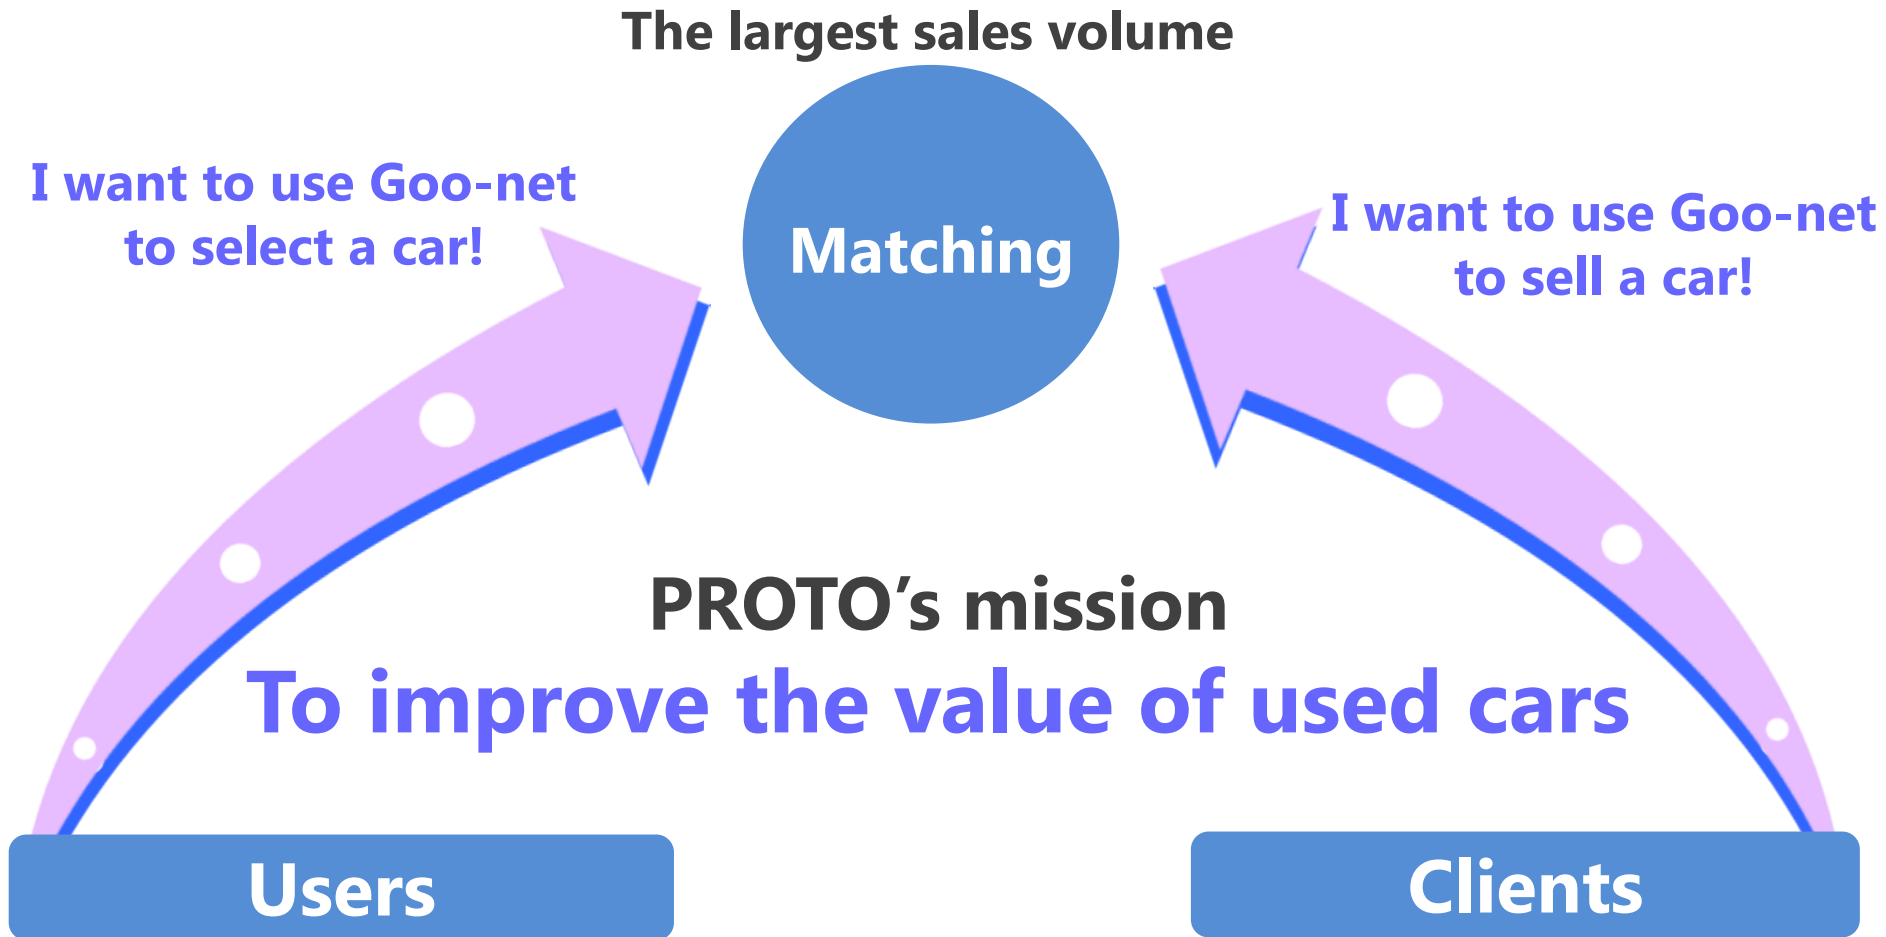 The largest sales volume
I want to use Goo-net
to select a car!
Matching
I want to use Goo-net
to sell a car!
PROTO’s mission
To improve the value of used cars
Users
Clients